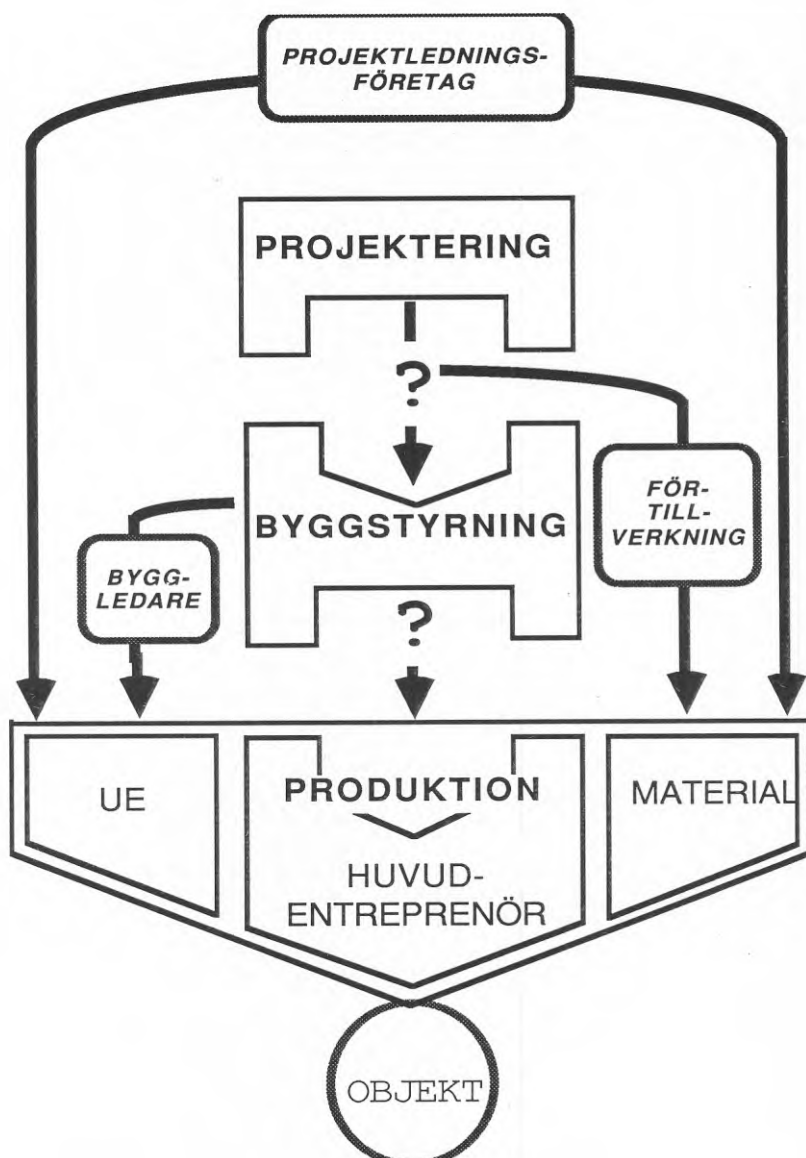 PROJEKTLEDNINGS-
FÖRETAG
PROJEKTERING
?
FÖR-
TILL-
VERKNING
BYGGSTYRNING
BYGG-
LEDARE
?
UE
PRODUKTION
MATERIAL
HUVUD-
ENTREPRENÖR
OBJEKT